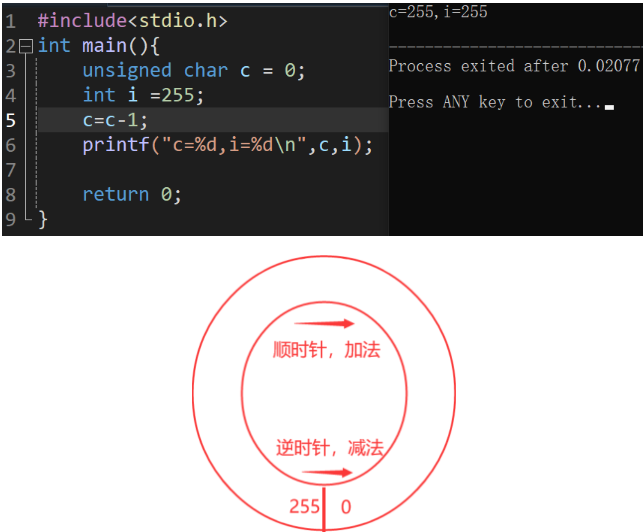 1 #include<stdio.h>
2 int main(){
3 unsigned char c = 0;
4 int i =255;
5 c=c-1;
6 printf("c=%d,i=%d\n",c,i);
7
8 return 0;
9 }
c=255,i=255
--------------------------------
Process exited after 0.02077
Press ANY key to exit...
顺时针，加法
逆时针，减法
255 0